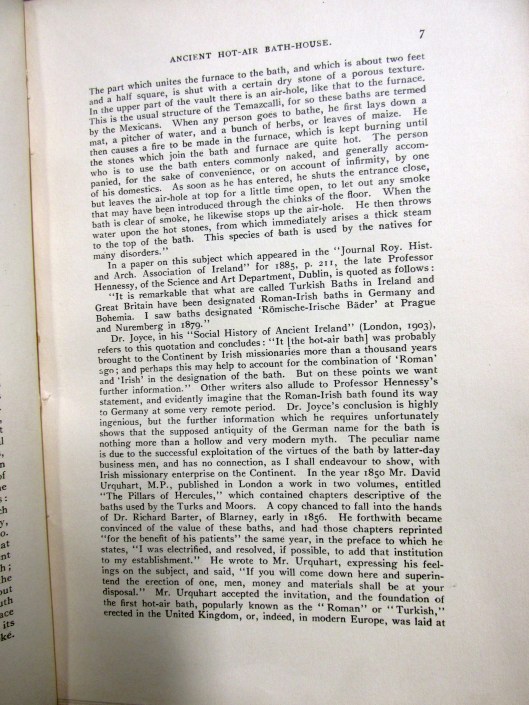 ANCIENT HOT-AIR BATH-HOUSE. 7
The part which unites the furnace to the bath, and which is about two feet
and a half square, is shut with a certain dry stone of a porous texture.
In the upper part of the vault there is an air-hole, like that to the furnace.
This is the usual structure of the Temazcalli, for so these baths are termed
by the Mexicans. When any person goes to bathe, he first lays down a
mat, a pitcher of water, and a bunch of herbs, or leaves of maize. He
then causes a fire to be made in the furnace, which is kept burning until
the stones which join the bath and furnace are quite hot. The person
who is to use the bath enters commonly naked, and generally accom-
panied, for the sake of convenience, or on account of infirmity, by one
of his domestics. As soon as he has entered, he shuts the entrance close,
but leaves the air-hole at top for a little time open, to let out any smoke
that may have been introduced through the chinks of the floor. When the
bath is clear of smoke, he likewise stops up the air-hole. He then throws
water upon the hot stones, from which immediately arises a thick steam
to the top of the bath. This species of bath is used by the natives for
many disorders."
In a paper on this subject which appeared in the "Journal Roy. Hist.
and Arch. Association of Ireland" for 1885, p. 211, the late Professor
Hennessy, of the Science and Art Department, Dublin, is quoted as follows:
"It is remarkable that what are called Turkish Baths in Ireland and
Great Britain have been designated Roman-Irish baths in Germany and
Bohemia. I saw baths designated 'Römische-Irische Bäder' at Prague
and Nuremberg in 1879."
Dr. Joyce, in his "Social History of Ancient Ireland" (London, 1903),
refers to this quotation and concludes: "It [the hot-air bath] was probably
brought to the Continent by Irish missionaries more than a thousand years
ago; and perhaps this may help to account for the combination of 'Roman'
and 'Irish' in the designation of the bath. But on these points we want
further information." Other writers also allude to Professor Hennessy's
statement, and evidently imagine that the Roman-Irish bath found its way
to Germany at some very remote period. Dr. Joyce's conclusion is highly
ingenious, but the further information which he requires unfortunately
shows that the supposed antiquity of the German name for the bath is
nothing more than a hollow and very modern myth. The peculiar name
is due to the successful exploitation of the virtues of the bath by latter-day
business men, and has no connection, as I shall endeavour to show, with
Irish missionary enterprise on the Continent. In the year 1850 Mr. David
Urquhart, M.P., published in London a work in two volumes, entitled
"The Pillars of Hercules," which contained chapters descriptive of the
baths used by the Turks and Moors. A copy chanced to fall into the hands
of Dr. Richard Barter, of Blarney, early in 1856. He forthwith became
convinced of the value of these baths, and had those chapters reprinted
"for the benefit of his patients" the same year, in the preface to which he
states, "I was electrified, and resolved, if possible, to add that institution
to my establishment." He wrote to Mr. Urquhart, expressing his feel-
ings on the subject, and said, "If you will come down here and superin-
tend the erection of one, men, money and materials shall be at your
disposal." Mr. Urquhart accepted the invitation, and the foundation of
the first hot-air bath, popularly known as the "Roman" or "Turkish,"
erected in the United Kingdom, or, indeed, in modern Europe, was laid at